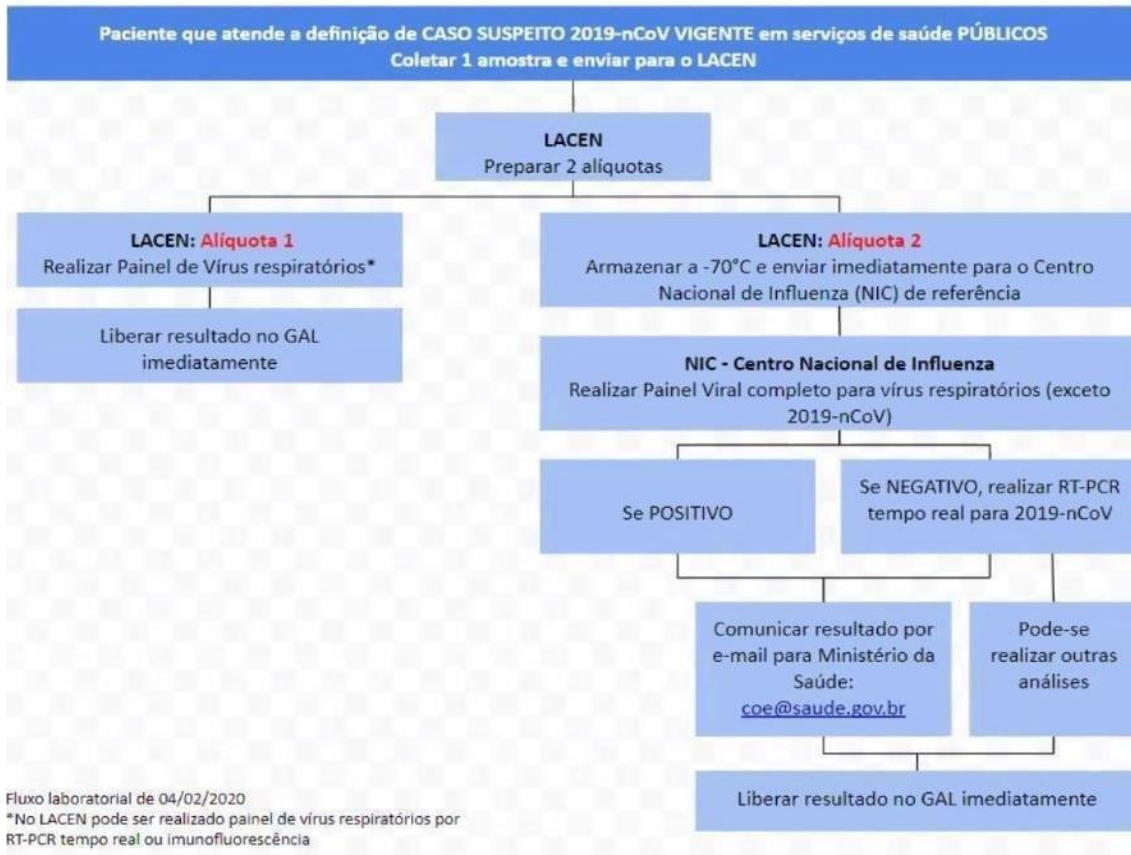 Paciente que atende a definição de CASO SUSPEITO 2019-nCoV VIGENTE em serviços de saúde PÚBLICOS
Coletar 1 amostra e enviar para o LACEN
LACEN
Preparar 2 alíquotas
LACEN: Alíquota 1
Realizar Painel de Vírus respiratórios*
Liberar resultado no GAL
imediatamente
LACEN: Alíquota 2
Armazenar a -70°C e enviar imediatamente para o Centro
Nacional de Influenza (NIC) de referência
NIC - Centro Nacional de Influenza
Realizar Painel Viral completo para vírus respiratórios (exceto
2019-nCoV)
Se POSITIVO
Se NEGATIVO, realizar RT-PCR
tempo real para 2019-nCoV
Comunicar resultado por
e-mail para Ministério da
Saúde:
coe@saude.gov.br
Pode-se
realizar outras
análises
Liberar resultado no GAL imediatamente
Fluxo laboratorial de 04/02/2020
*No LACEN pode ser realizado painel de vírus respiratórios por
RT-PCR tempo real ou imunofluorescência